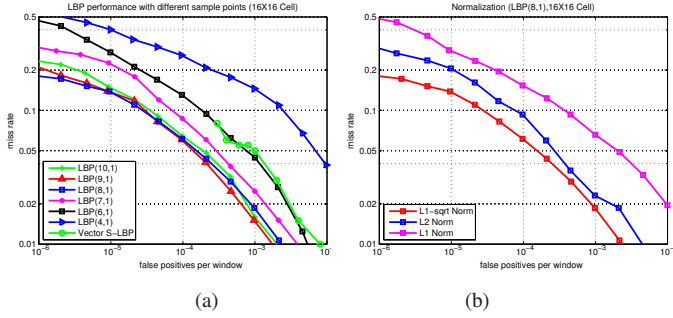 LBP performance with different sample points (16X16 Cell)
0.5
0.2
0.1
0.05
0.02
0.01
miss rate
LBP(10,1)
LBP(9,1)
LBP(8,1)
LBP(7,1)
LBP(6,1)
LBP(4,1)
Vector S-LBP
10⁻⁶
10⁻⁵
10⁻⁴
10⁻³
10⁻²
10⁻¹
false positives per window
(a)
Normalization (LBP(8,1),16X16 Cell)
0.5
0.2
0.1
0.05
0.02
0.01
miss rate
L1-sqrt Norm
L2 Norm
L1 Norm
10⁻⁶
10⁻⁵
10⁻⁴
10⁻³
10⁻
false positives per window
(b)